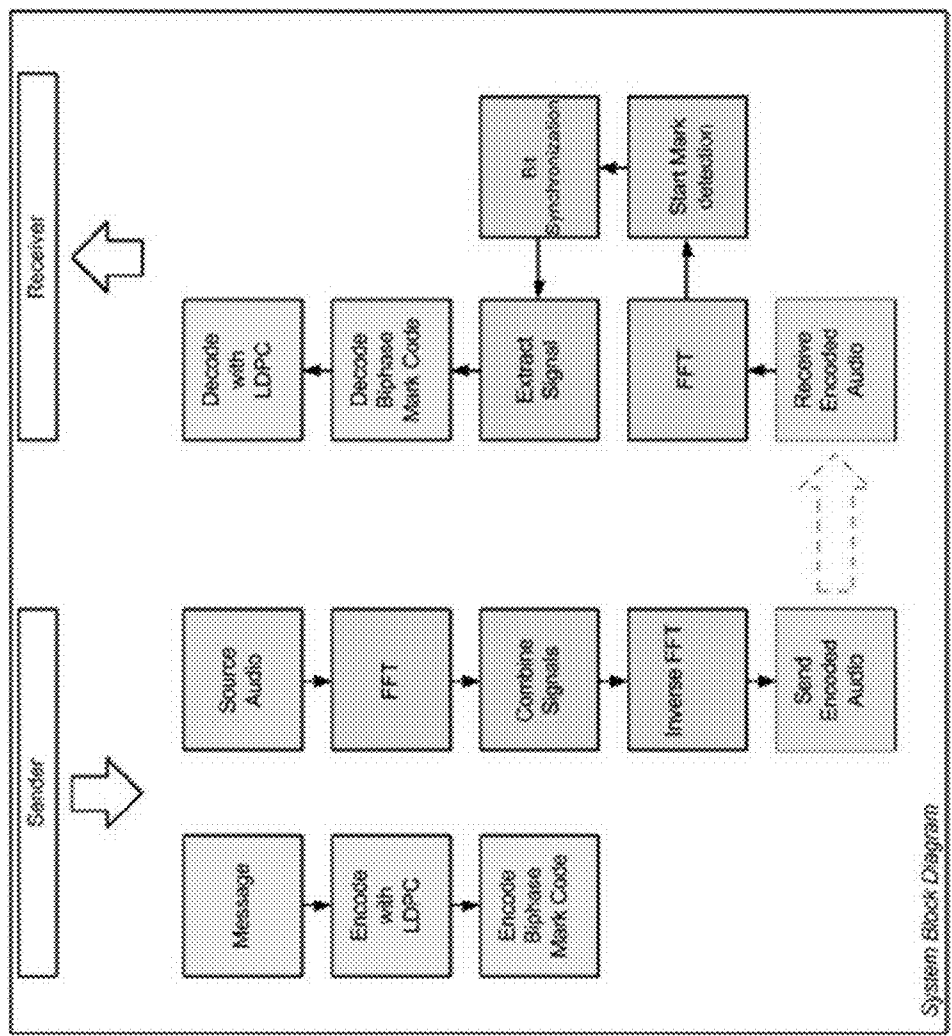 Sender
Receiver
Message
Encode
with
LDPC
Encode
Biphase
Mark Code
Source
Audio
FFT
Combine
Signals
Inverse FFT
Send
Encoded
Audio
Decode
with
LDPC
Decode
Biphase
Mark Code
Extract
Signal
FFT
Receive
Encoded
Audio
Bit
Synchronization
Start Mark
detection
System Block Diagram